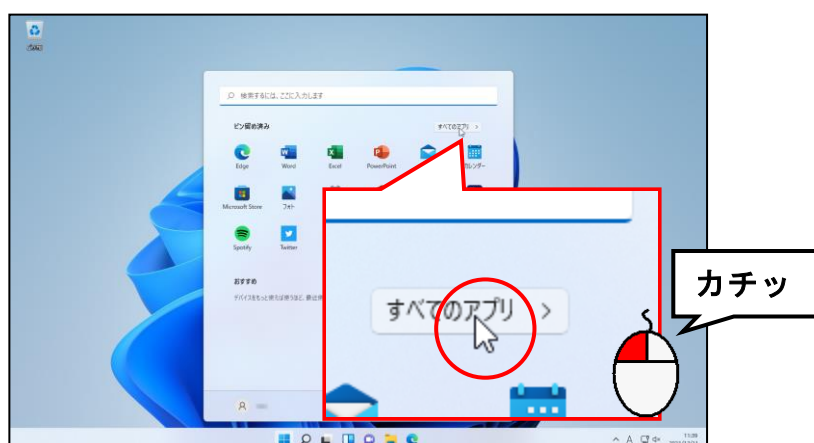 検索するには、ここに入力します
ピン留め済み
すべてのアプリ >
Edge
Word
Excel
PowerPoint
カレンダー
Microsoft Store
フォト
Spotify
Twitter
すべてのアプリ >
カチッ
おすすめ
A
11:09